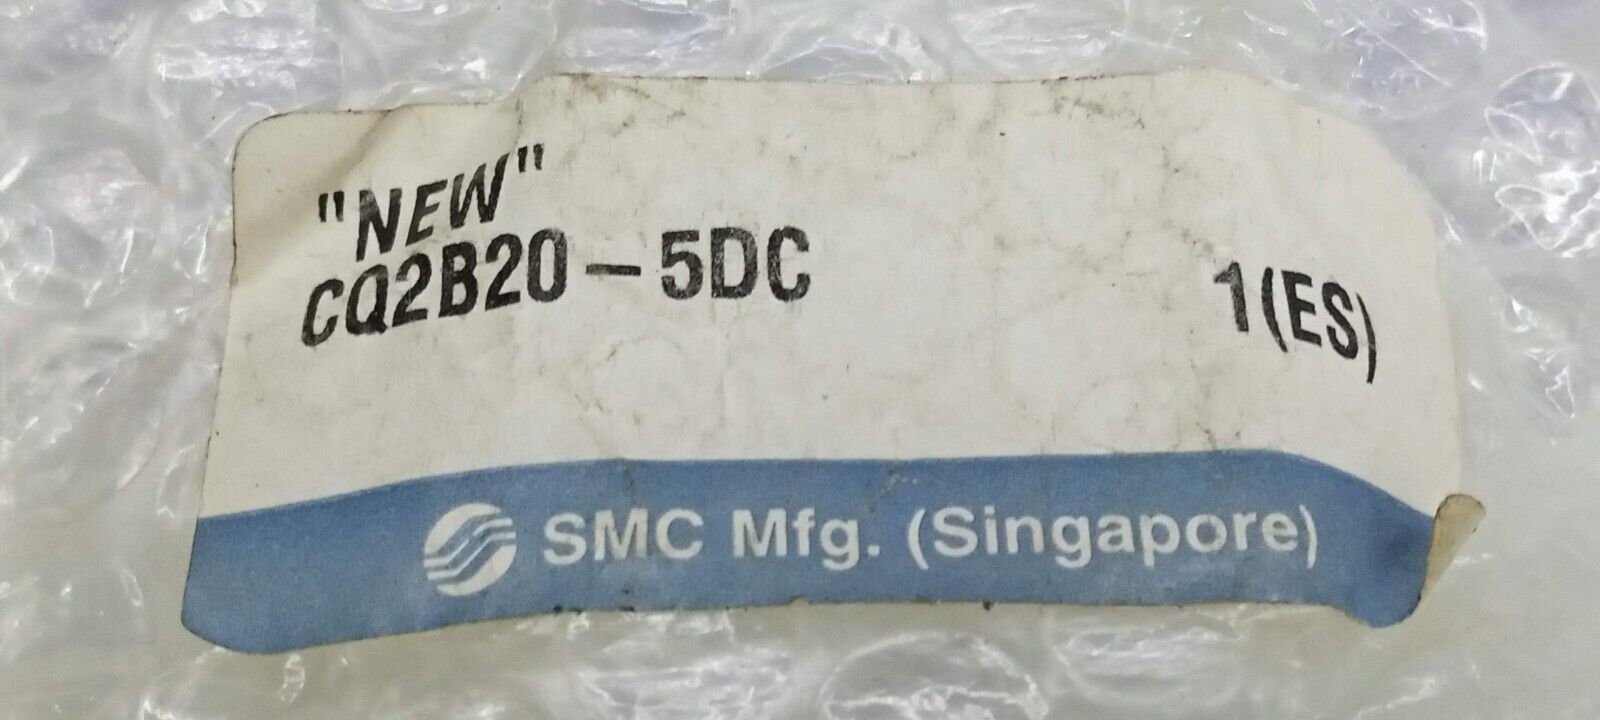 "NEW"
CQ2B20-5DC 1(ES)
SMC Mfg. (Singapore)